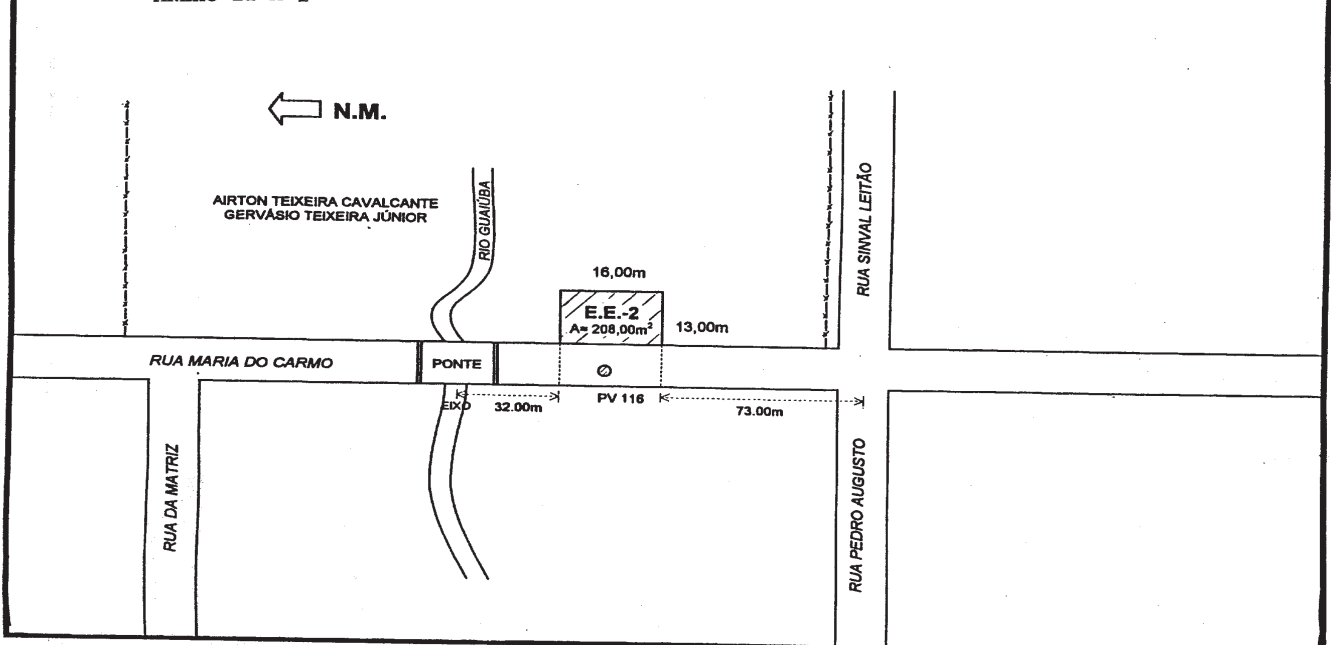 N.M.
AIRTON TEIXEIRA CAVALCANTE
GERVÁSIO TEIXEIRA JÚNIOR
RIO GUAIÚBA
RUA SINVAL LEITÃO
16,00m
E.E.-2
A= 208,00m²
13,00m
RUA MARIA DO CARMO
PONTE
EIXO
32.00m
PV 116
73.00m
RUA DA MATRIZ
RUA PEDRO AUGUSTO